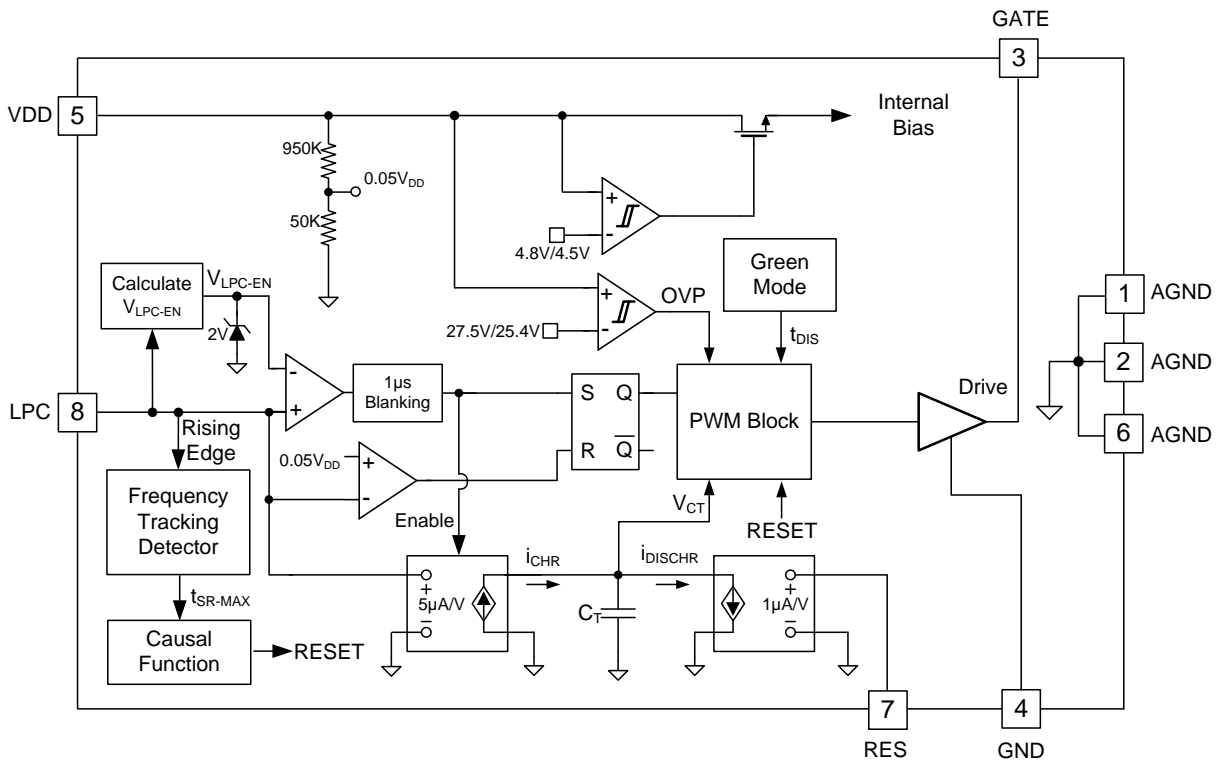 GATE
3
VDD
5
Internal
Bias
950K
0.05VDD
50K
+
-
4.8V/4.5V
Calculate
VLPC-EN
VLPC-EN
2V
Green
Mode
OVP
+
-
27.5V/25.4V
tDIS
1
AGND
2
AGND
6
AGND
LPC
8
-
+
1µs
Blanking
S
Q
R
Q
PWM Block
Drive
Rising
Edge
0.05VDD
+
-
Frequency
Tracking
Detector
Enable
VCT
RESET
iCHR
iDISCHR
+
5µA/V
-
CT
+
1µA/V
-
tSR-MAX
Causal
Function
RESET
7
RES
4
GND